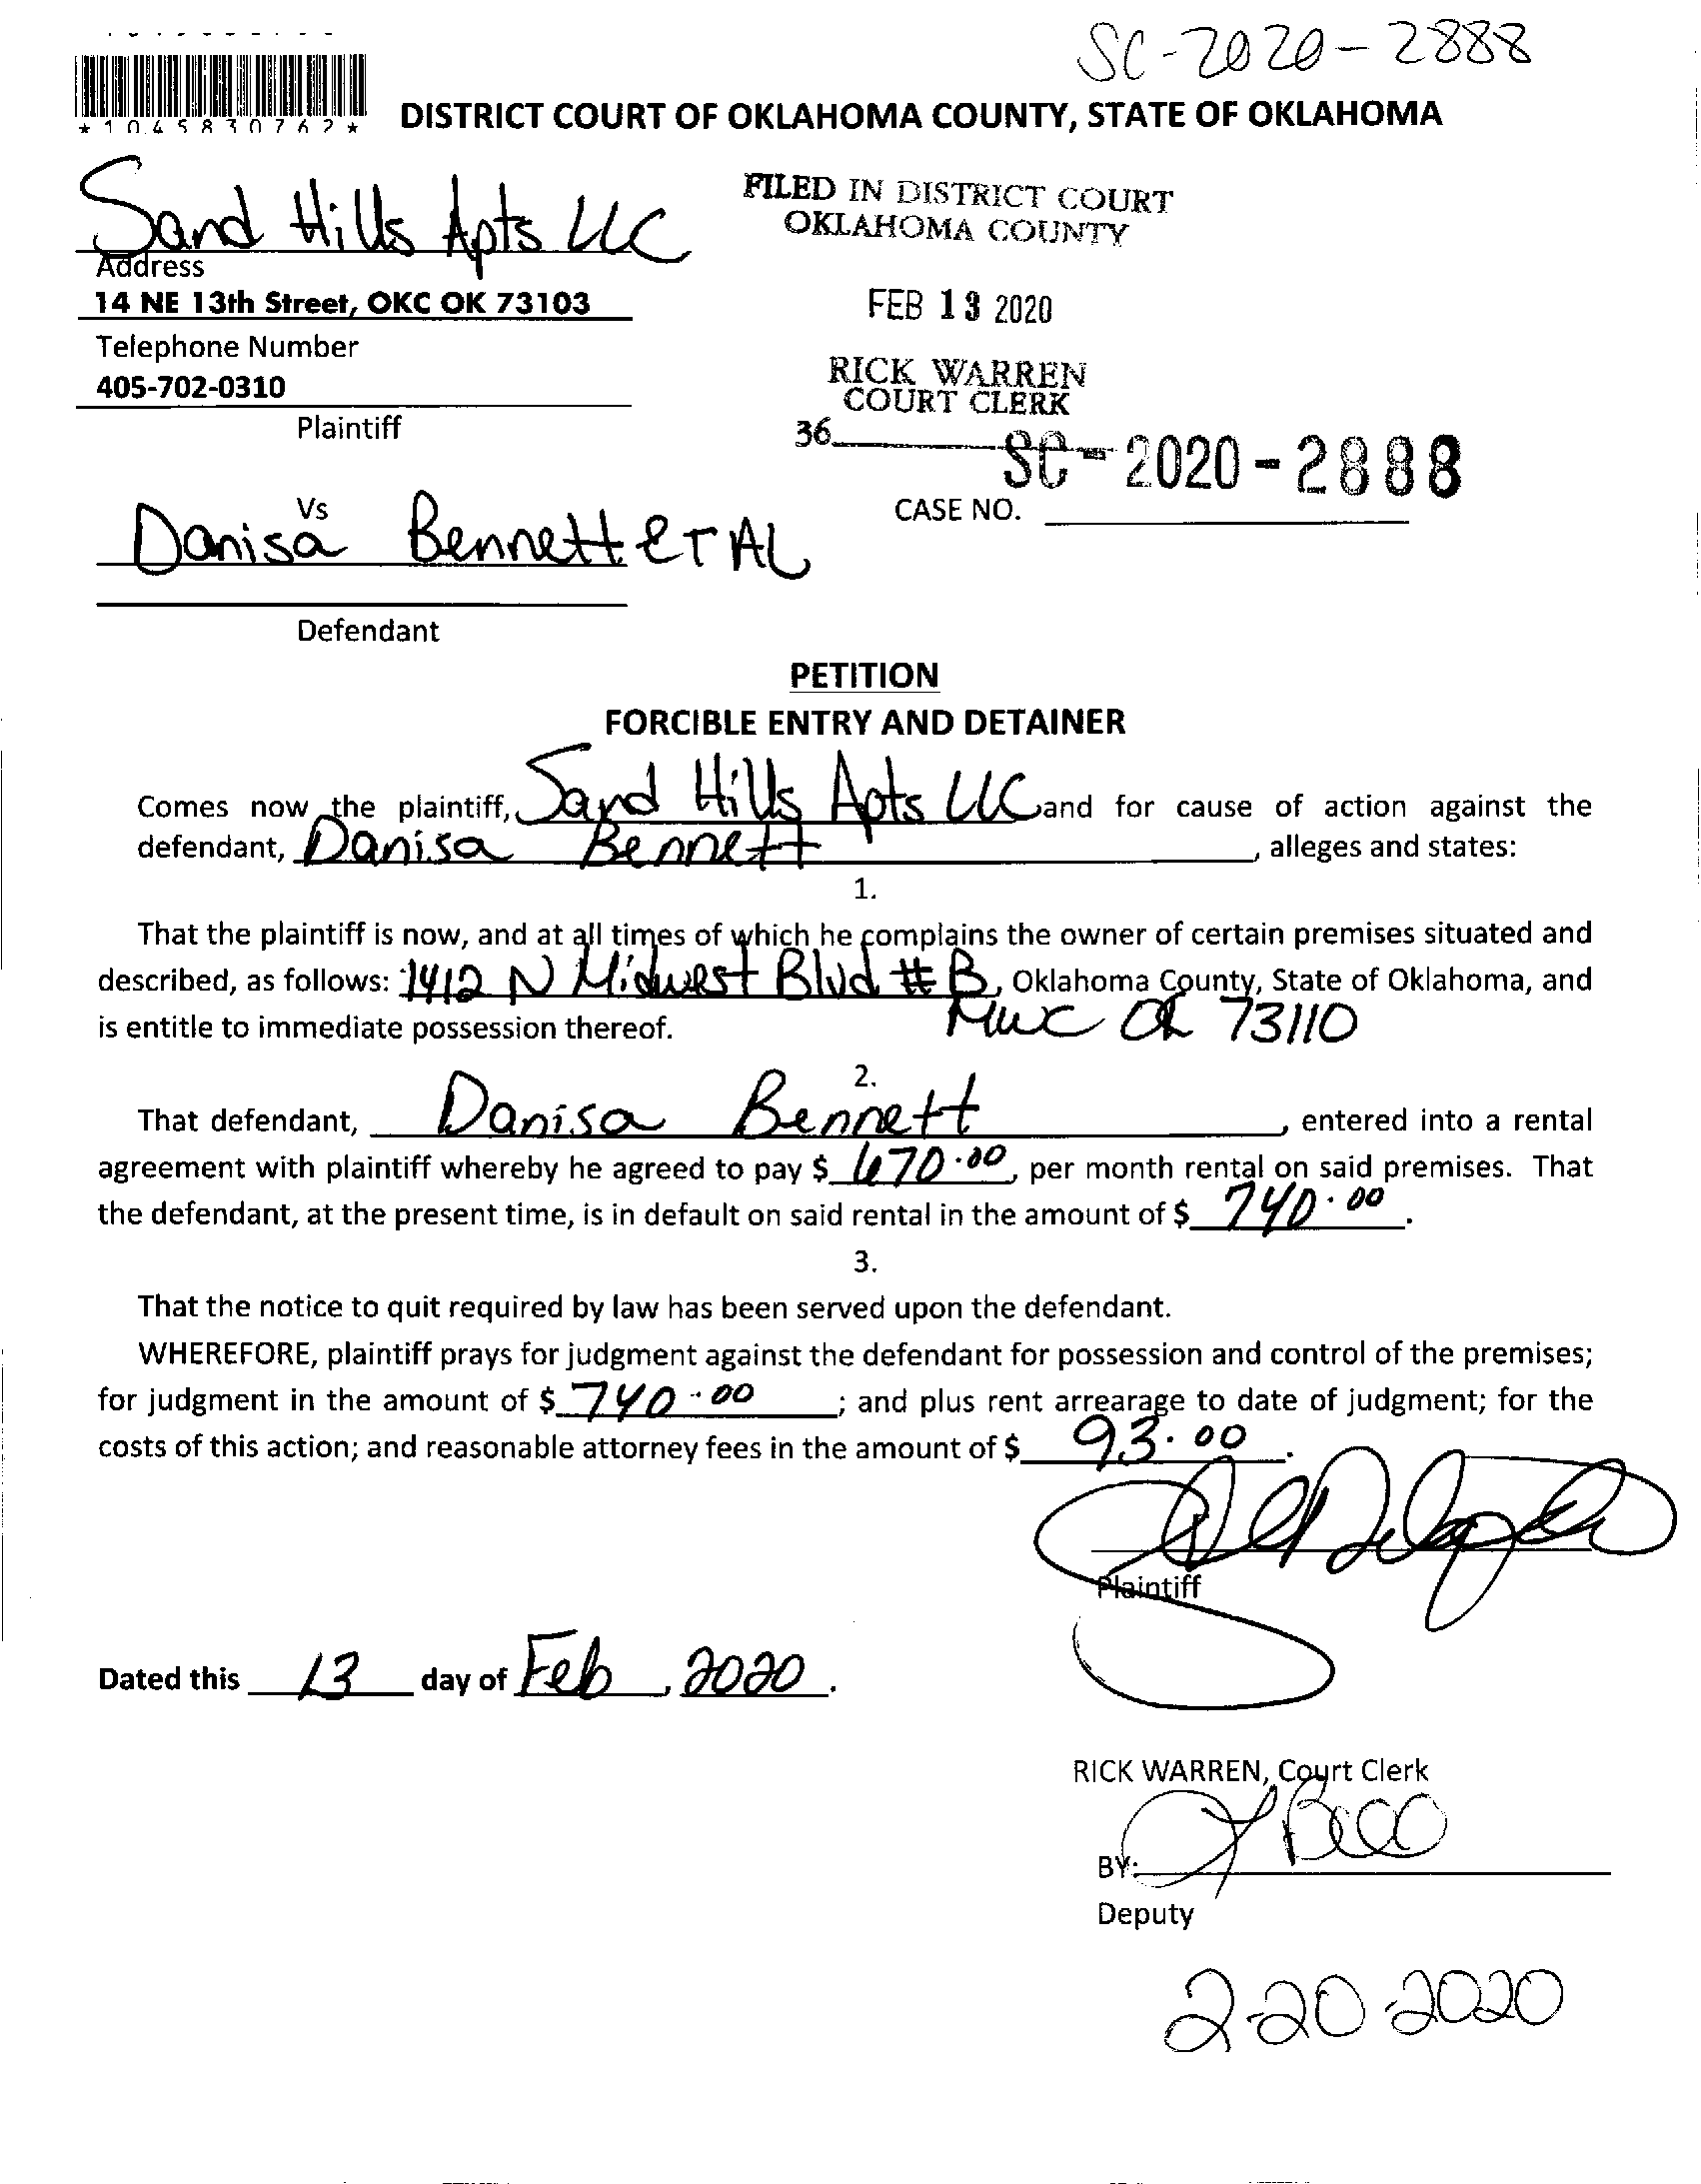 SC-2020-2888
*1045830762*
DISTRICT COURT OF OKLAHOMA COUNTY, STATE OF OKLAHOMA
Sand Hills Apts LLC
FILED IN DISTRICT COURT
OKLAHOMA COUNTY
Address
14 NE 13th Street, OKC OK 73103
FEB 13 2020
Telephone Number
405-702-0310
RICK WARREN
COURT CLERK
Plaintiff
36
SC-2020-2888
CASE NO.
Vs
Danisa Bennett et AL
Defendant
PETITION
FORCIBLE ENTRY AND DETAINER
Comes now the plaintiff, Sand Hills Apts LLC and for cause of action against the
defendant, Danisa Bennett, alleges and states:
1.
That the plaintiff is now, and at all times of which he complains the owner of certain premises situated and
described, as follows: 1412 N Midwest Blvd # B, Oklahoma County, State of Oklahoma, and
is entitle to immediate possession thereof. MWC OK 73110
2.
That defendant, Danisa Bennett, entered into a rental
agreement with plaintiff whereby he agreed to pay $ 670.00, per month rental on said premises. That
the defendant, at the present time, is in default on said rental in the amount of $ 740.00.
3.
That the notice to quit required by law has been served upon the defendant.
WHEREFORE, plaintiff prays for judgment against the defendant for possession and control of the premises;
for judgment in the amount of $ 740.00; and plus rent arrearage to date of judgment; for the
costs of this action; and reasonable attorney fees in the amount of $ 93.00.
Plaintiff
Dated this 13 day of Feb, 2020.
RICK WARREN, Court Clerk
BY:
Deputy
2-20-2020